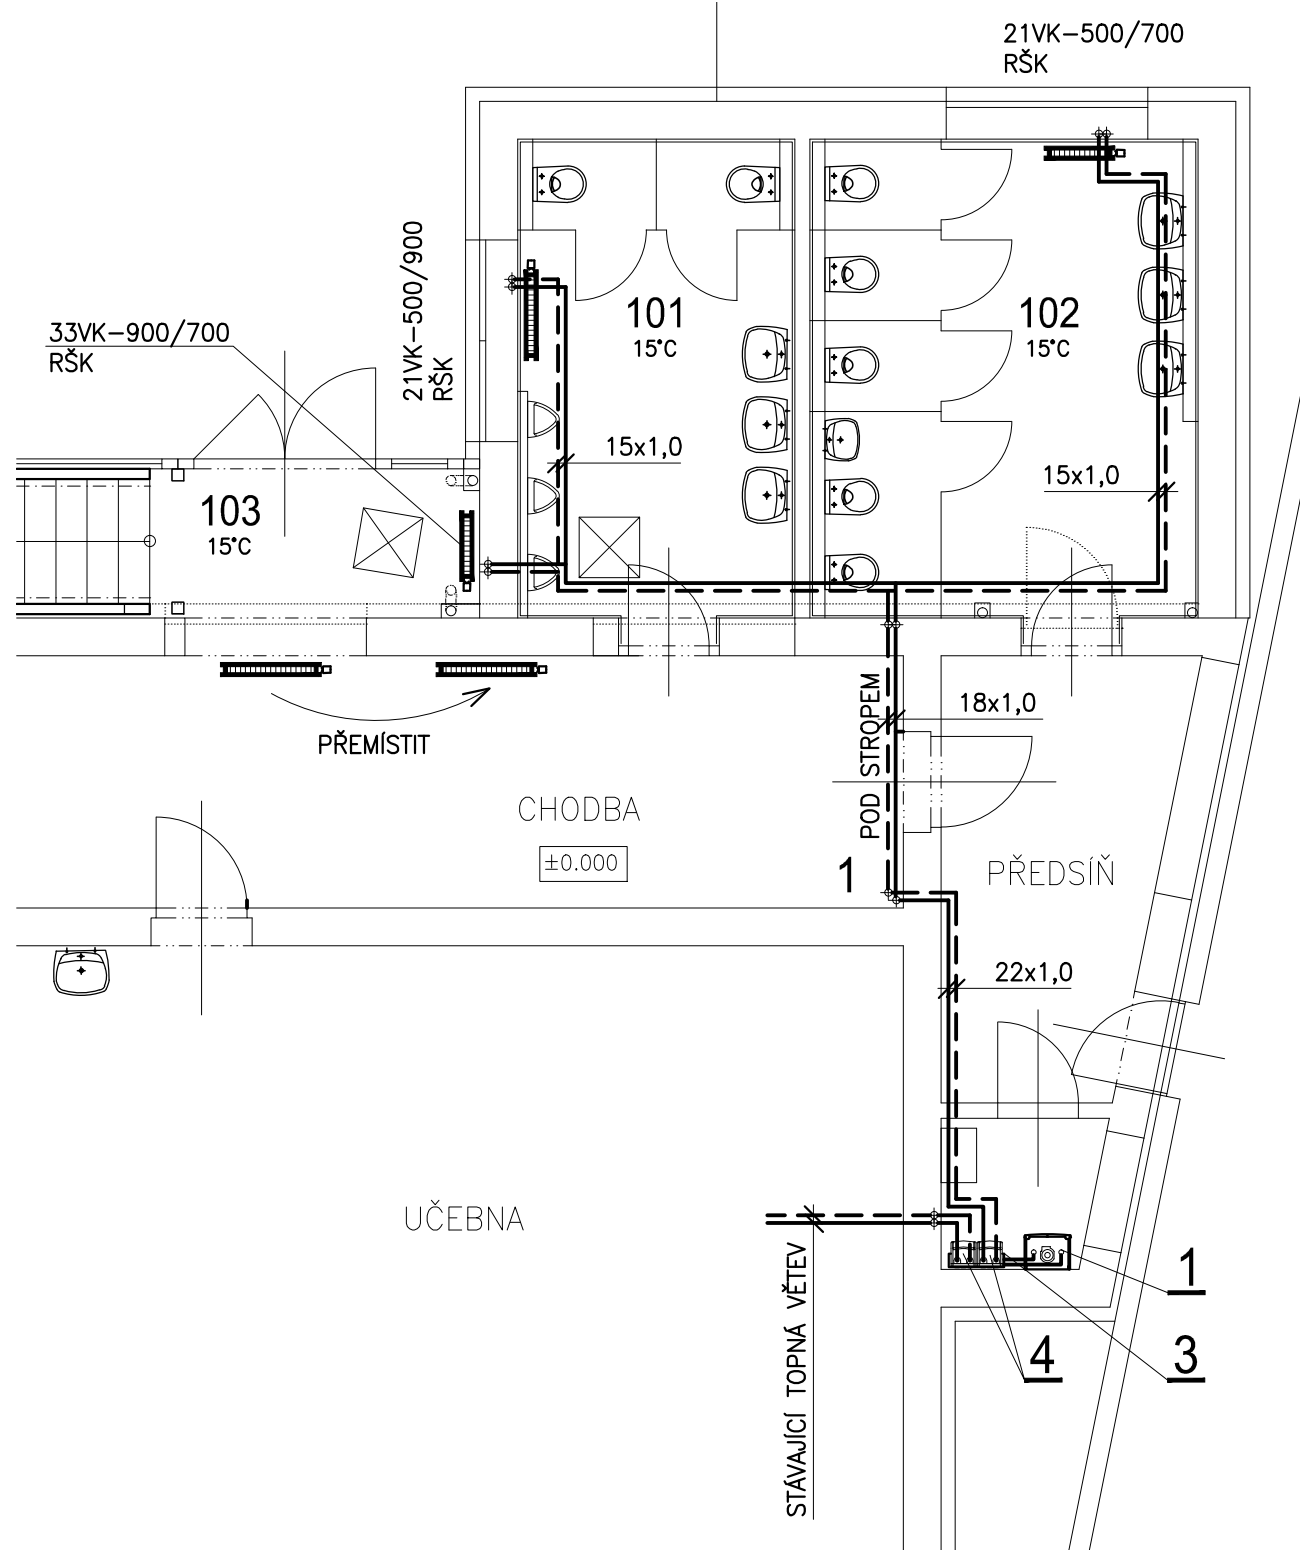 21VK-500/700
RŠK
33VK-900/700
RŠK
21VK-500/900
RŠK
101
15°C
102
15°C
15x1,0
15x1,0
103
15°C
18x1,0
POD STROPEM
PŘEMÍSTIT
CHODBA
±0.000
1
PŘEDSÍŇ
22x1,0
UČEBNA
STÁVAJÍCÍ TOPNÁ VĚTEV
1
4
3